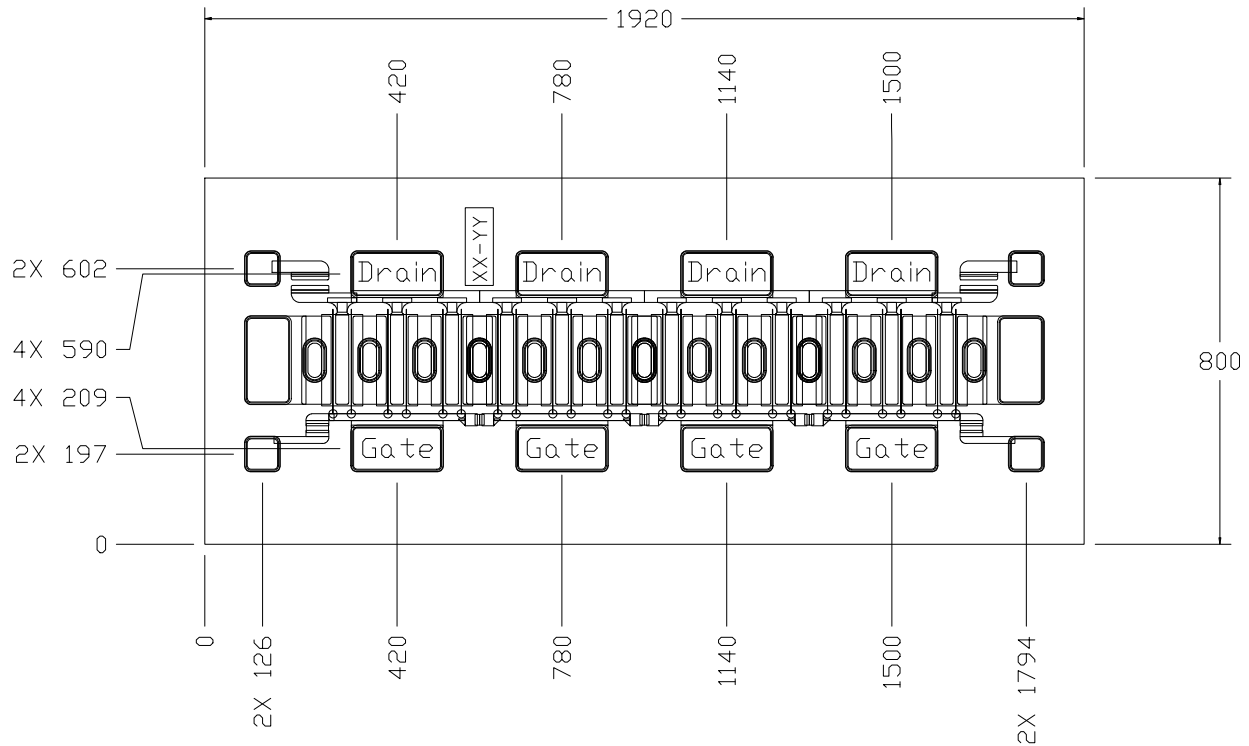 1920
420
780
1140
1500
XX-YY
2X 602
Drain
Drain
Drain
Drain
4X 590
800
4X 209
2X 197
Gate
Gate
Gate
Gate
0
0
2X 126
420
780
1140
1500
2X 1794